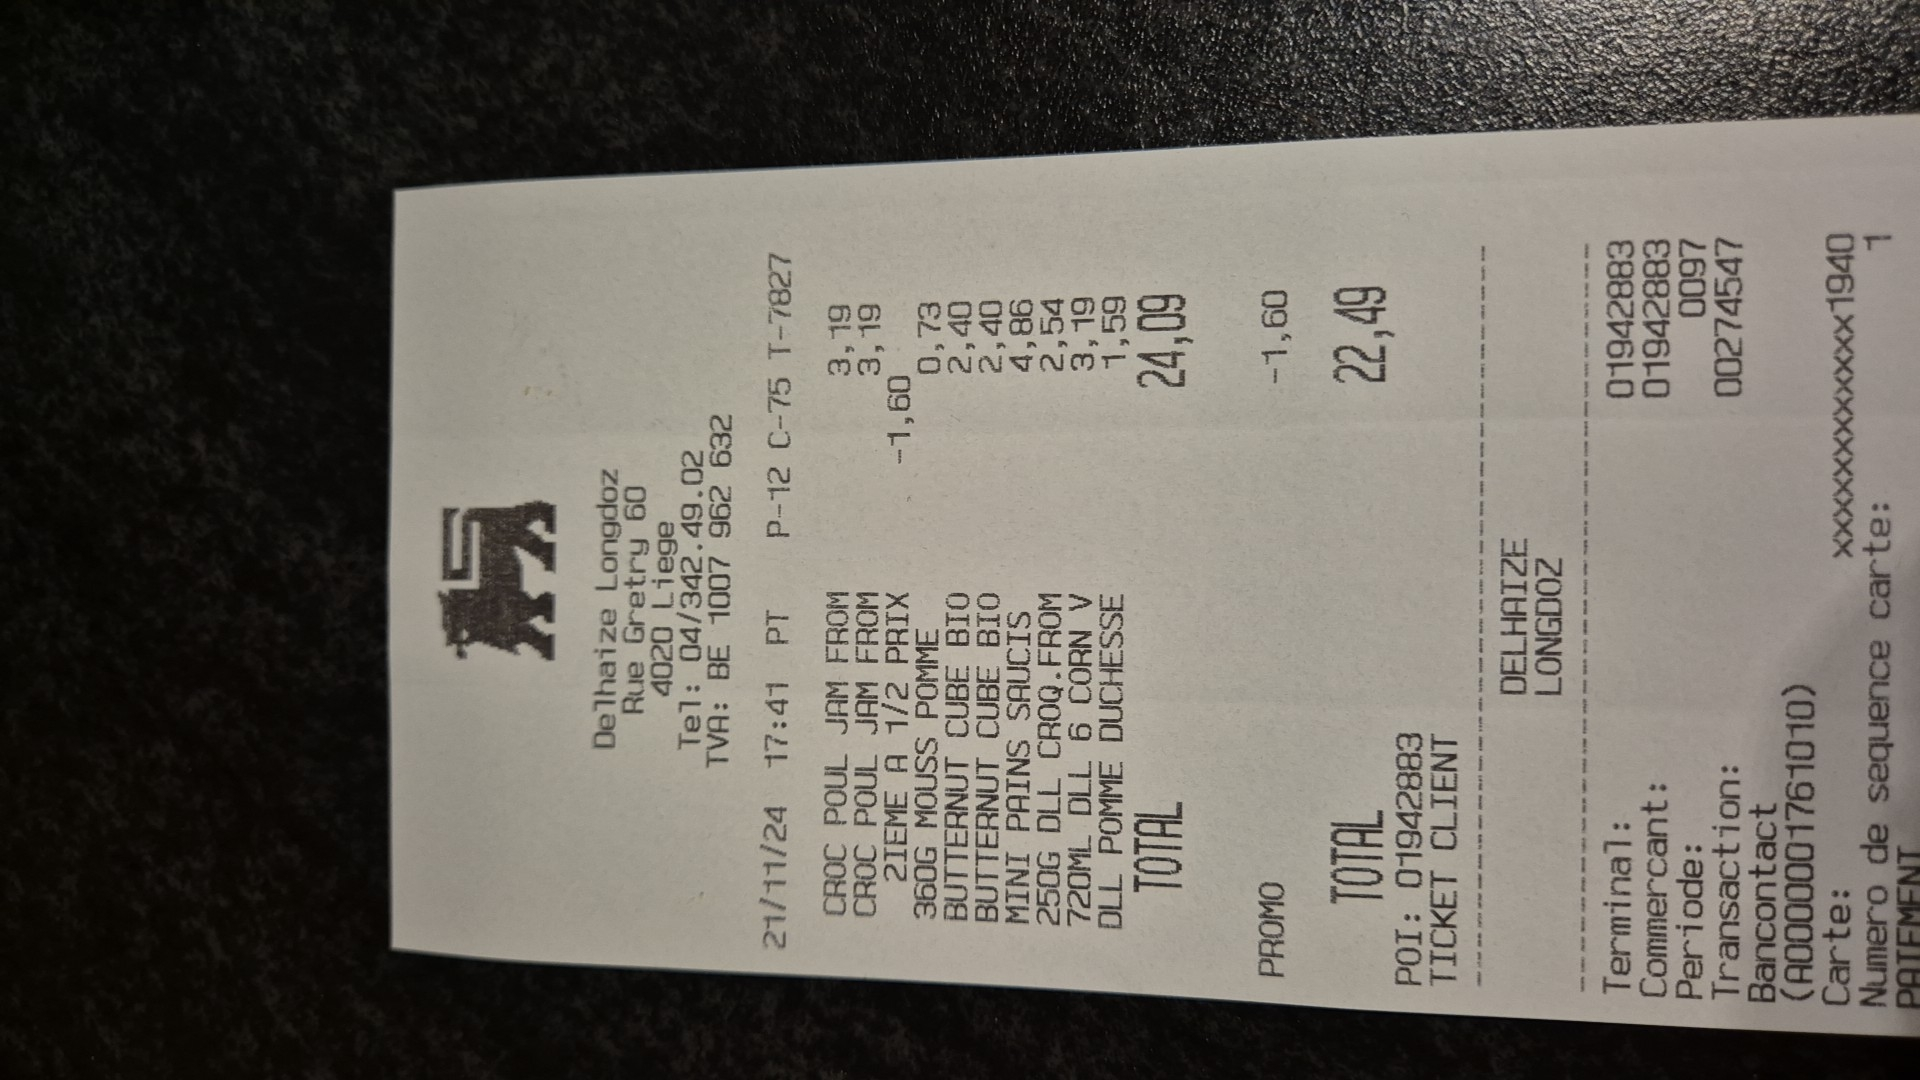 Delhaize Longdoz
Rue Gretry 60
4020 Liege
Tel: 04/342.49.02
TVA: BE 1007 962 632
21/11/24 17:41 PT P-12 C-75 T-7827
CROC POUL JAM FROM 3,19
CROC POUL JAM FROM 3,19
2IEME A 1/2 PRIX -1,60
360G MOUSS POMME 0,73
BUTTERNUT CUBE BIO 2,40
BUTTERNUT CUBE BIO 2,40
MINI PAINS SAUCIS 4,86
250G DLL CROQ.FROM 2,54
720ML DLL 6 CORN V 3,19
DLL POMME DUCHESSE 1,59
TOTAL 24,09
PROMO -1,60
TOTAL 22,49
POI: 01942883
TICKET CLIENT
DELHAIZE
LONGDOZ
Terminal: 01942883
Commercant: 01942883
Periode: 0097
Transaction: 00274547
Bancontact
(A0000001761010)
Carte: xxxxxxxxxxxxx1940
Numero de sequence carte: 1
PAIEMENT